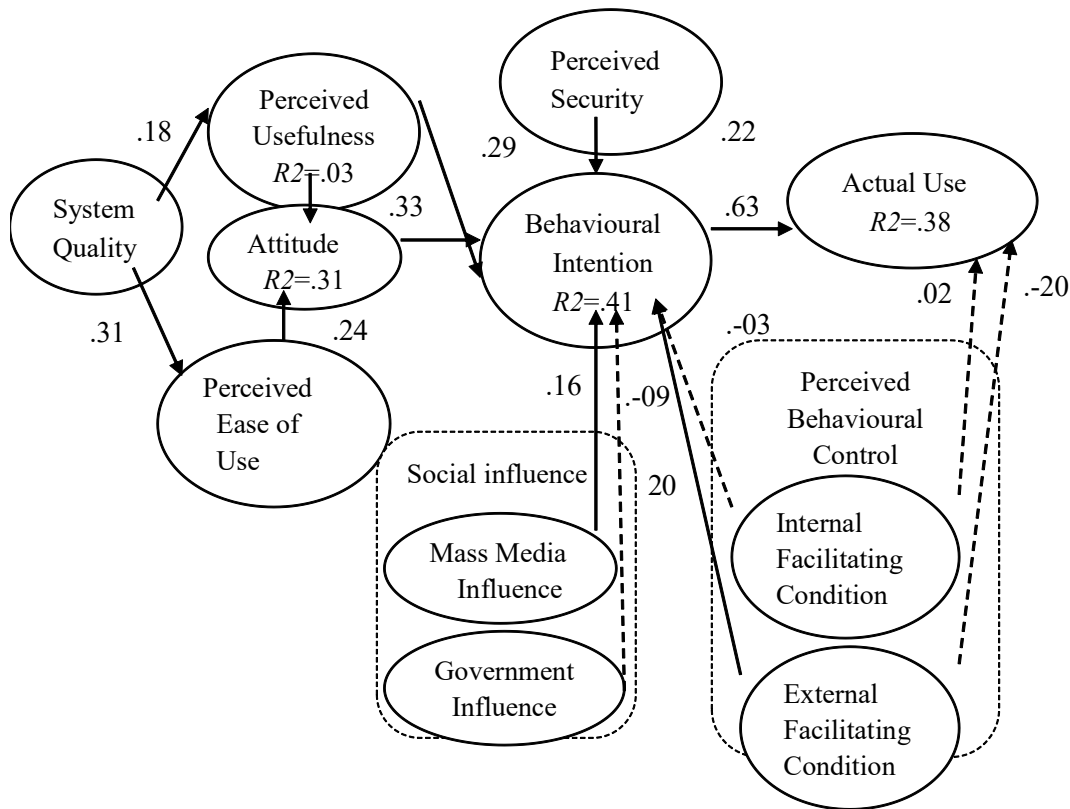 Perceived
Security
Perceived
Usefulness
R2=.03
.18
.29
.22
Actual Use
R2=.38
System
Quality
.33
.63
Attitude
R2=.31
Behavioural
Intention
R2=.41
.31
.24
.02
.-20
.-03
Perceived
Ease of
Use
.16
.-09
Perceived
Behavioural
Control
Social influence
20
Mass Media
Influence
Internal
Facilitating
Condition
Government
Influence
External
Facilitating
Condition